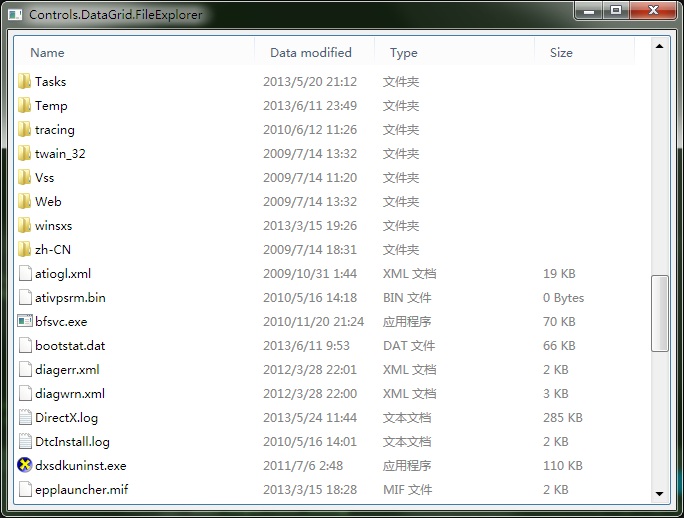 Controls.DataGrid.FileExplorer
Name Data modified Type Size
Tasks 2013/5/20 21:12 文件夹
Temp 2013/6/11 23:49 文件夹
tracing 2010/6/12 11:26 文件夹
twain_32 2009/7/14 13:32 文件夹
Vss 2009/7/14 11:20 文件夹
Web 2009/7/14 13:32 文件夹
winsxs 2013/3/15 19:26 文件夹
zh-CN 2009/7/14 18:31 文件夹
atiogl.xml 2009/10/31 1:44 XML 文档 19 KB
ativpsrm.bin 2010/5/16 14:18 BIN 文件 0 Bytes
bfsvc.exe 2010/11/20 21:24 应用程序 70 KB
bootstat.dat 2013/6/11 9:53 DAT 文件 66 KB
diagerr.xml 2012/3/28 22:01 XML 文档 2 KB
diagwrn.xml 2012/3/28 22:00 XML 文档 3 KB
DirectX.log 2013/5/24 11:44 文本文档 285 KB
DtcInstall.log 2010/5/16 14:01 文本文档 2 KB
dxsdkuninst.exe 2011/7/6 2:48 应用程序 110 KB
epplauncher.mif 2013/3/15 18:28 MIF 文件 2 KB